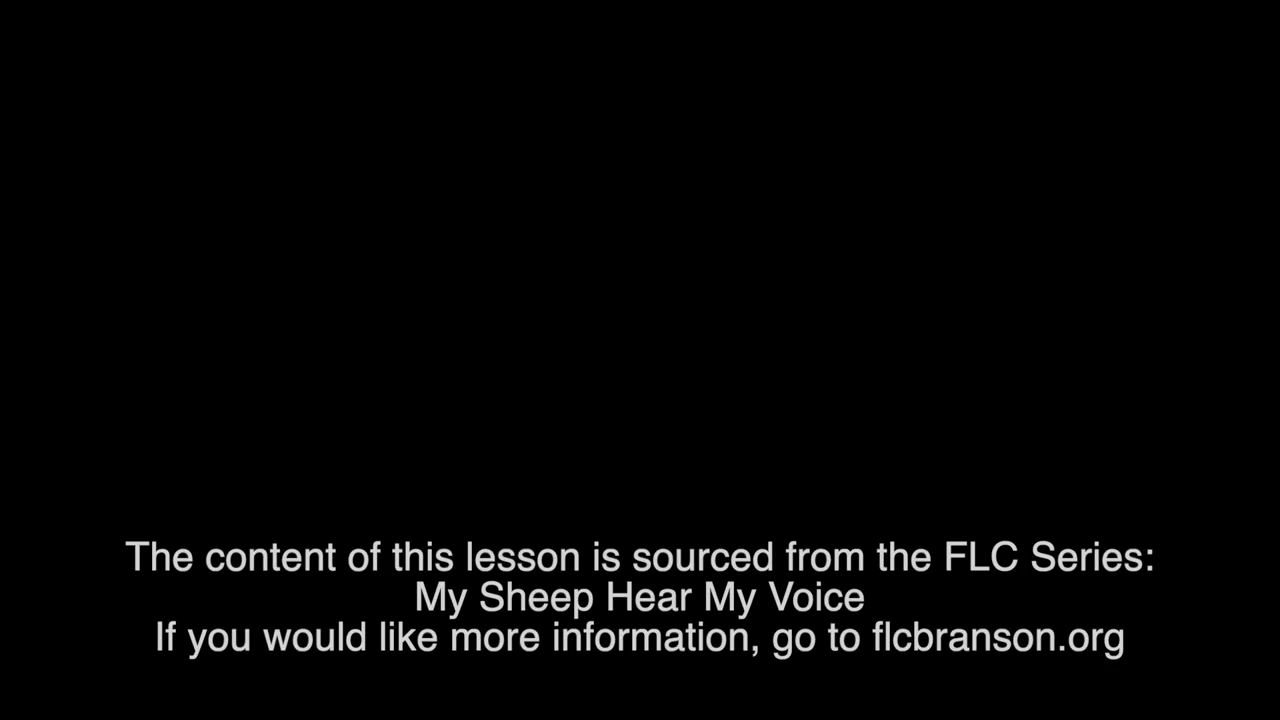 The content of this lesson is sourced from the FLC Series:
My Sheep Hear My Voice
If you would like more information, go to flcbranson.org